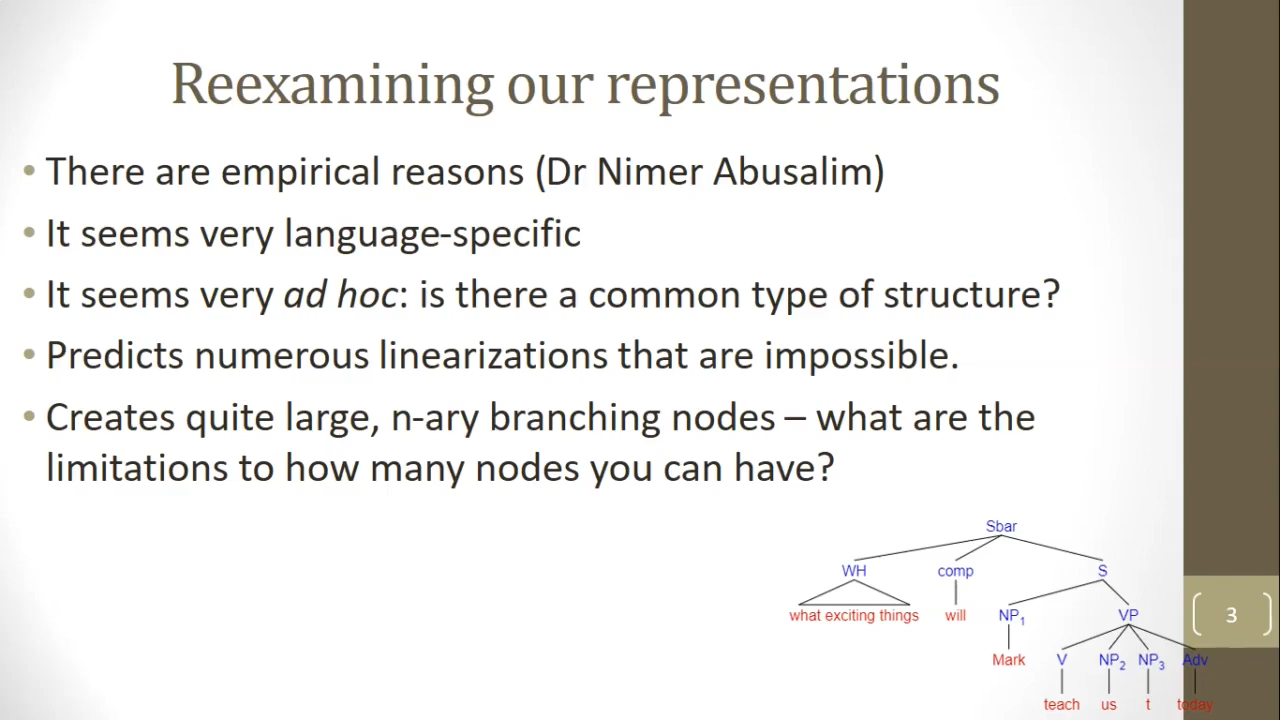 Reexamining our representations
• There are empirical reasons (Dr Nimer Abusalim)
• It seems very language-specific
• It seems very ad hoc: is there a common type of structure?
• Predicts numerous linearizations that are impossible.
• Creates quite large, n-ary branching nodes – what are the
limitations to how many nodes you can have?
Sbar
WH comp S
what exciting things will NP1 VP
Mark V NP2 NP3 Adv
teach us t today
3